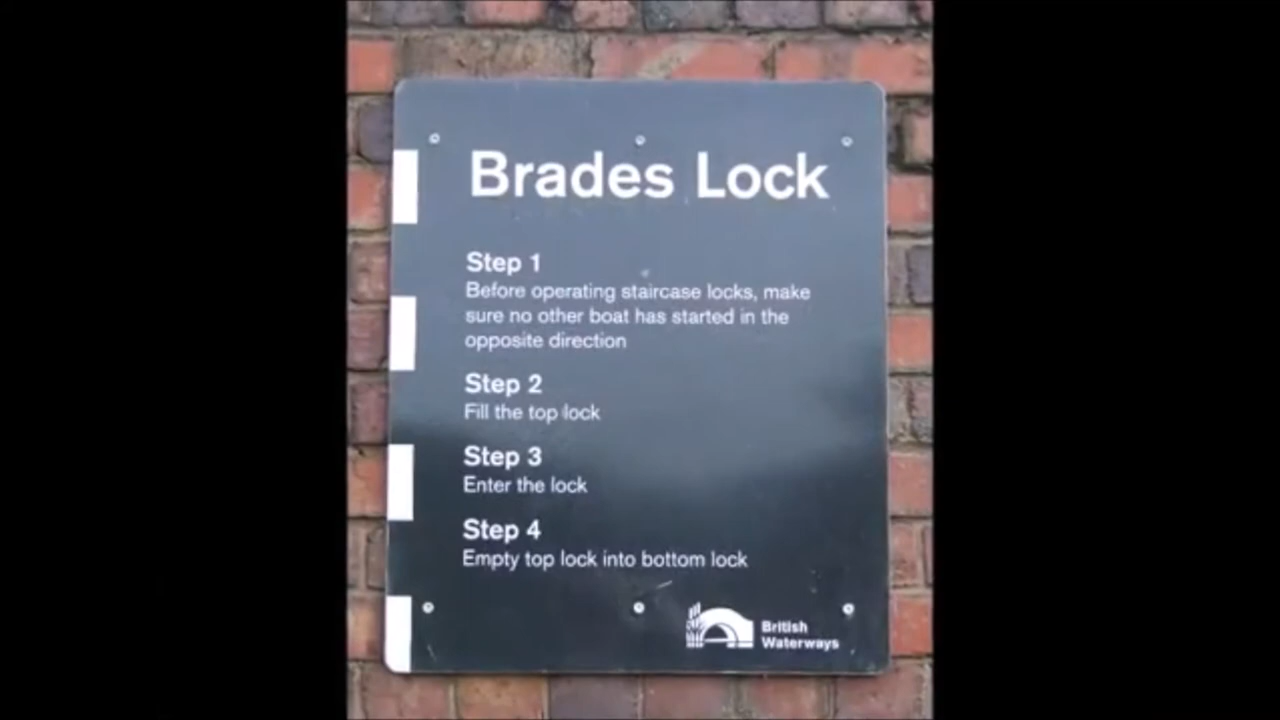 Brades Lock
Step 1
Before operating staircase locks, make
sure no other boat has started in the
opposite direction
Step 2
Fill the top lock
Step 3
Enter the lock
Step 4
Empty top lock into bottom lock
British
Waterways